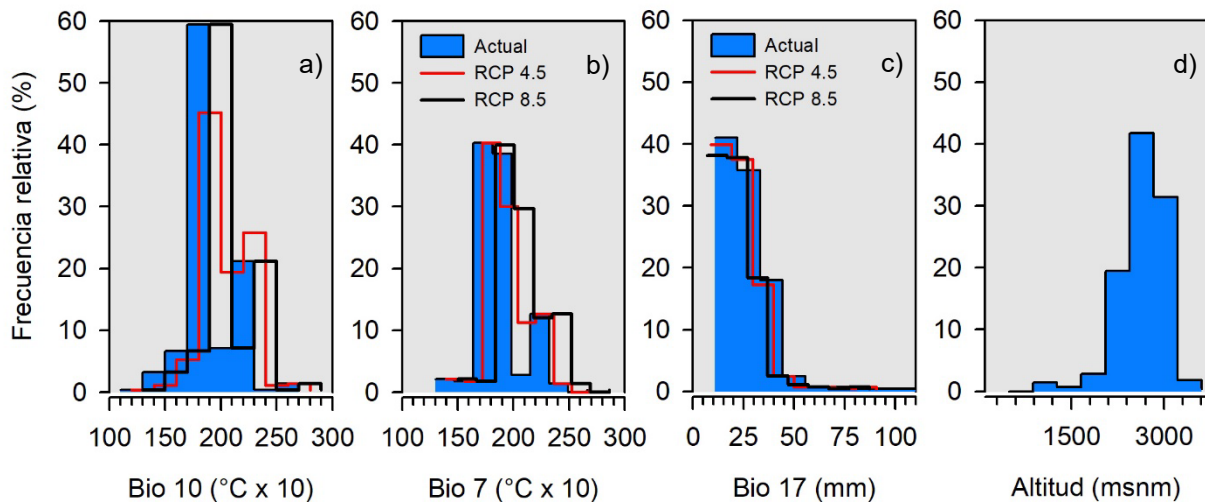 Frecuencia relativa (%)
60
50
40
30
20
10
0
a)
100 150 200 250 300
Bio 10 (°C x 10)
60
50
40
30
20
10
0
Actual
RCP 4.5
RCP 8.5
b)
100 150 200 250 300
Bio 7 (°C x 10)
60
50
40
30
20
10
0
Actual
RCP 4.5
RCP 8.5
c)
0 25 50 75 100
Bio 17 (mm)
60
50
40
30
20
10
0
d)
1500 3000
Altitud (msnm)